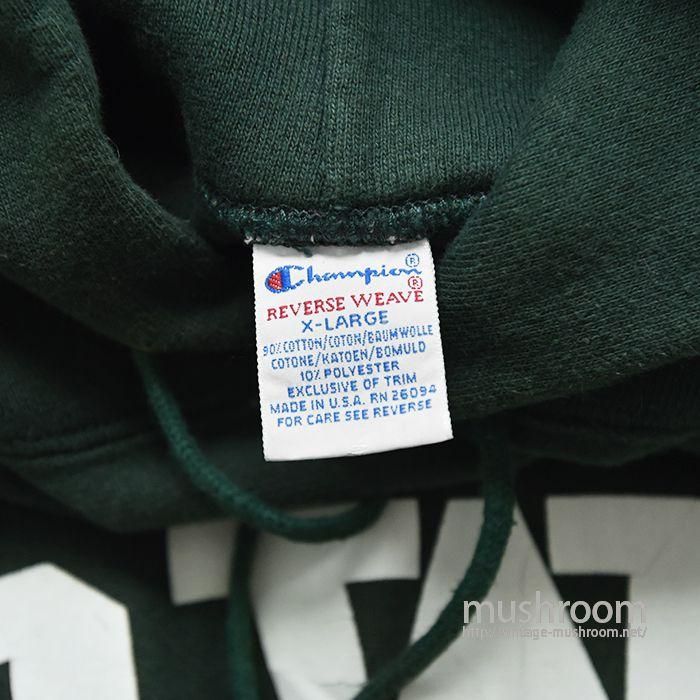 Champion®
REVERSE WEAVE®
X-LARGE
90% COTTON/COTON/BAUMWOLLE
COTONE/KATOEN/BOMULD
10% POLYESTER
EXCLUSIVE OF TRIM
MADE IN U.S.A. RN 26094
FOR CARE SEE REVERSE
TAT
mushroom
http://vintage-mushroom.net/